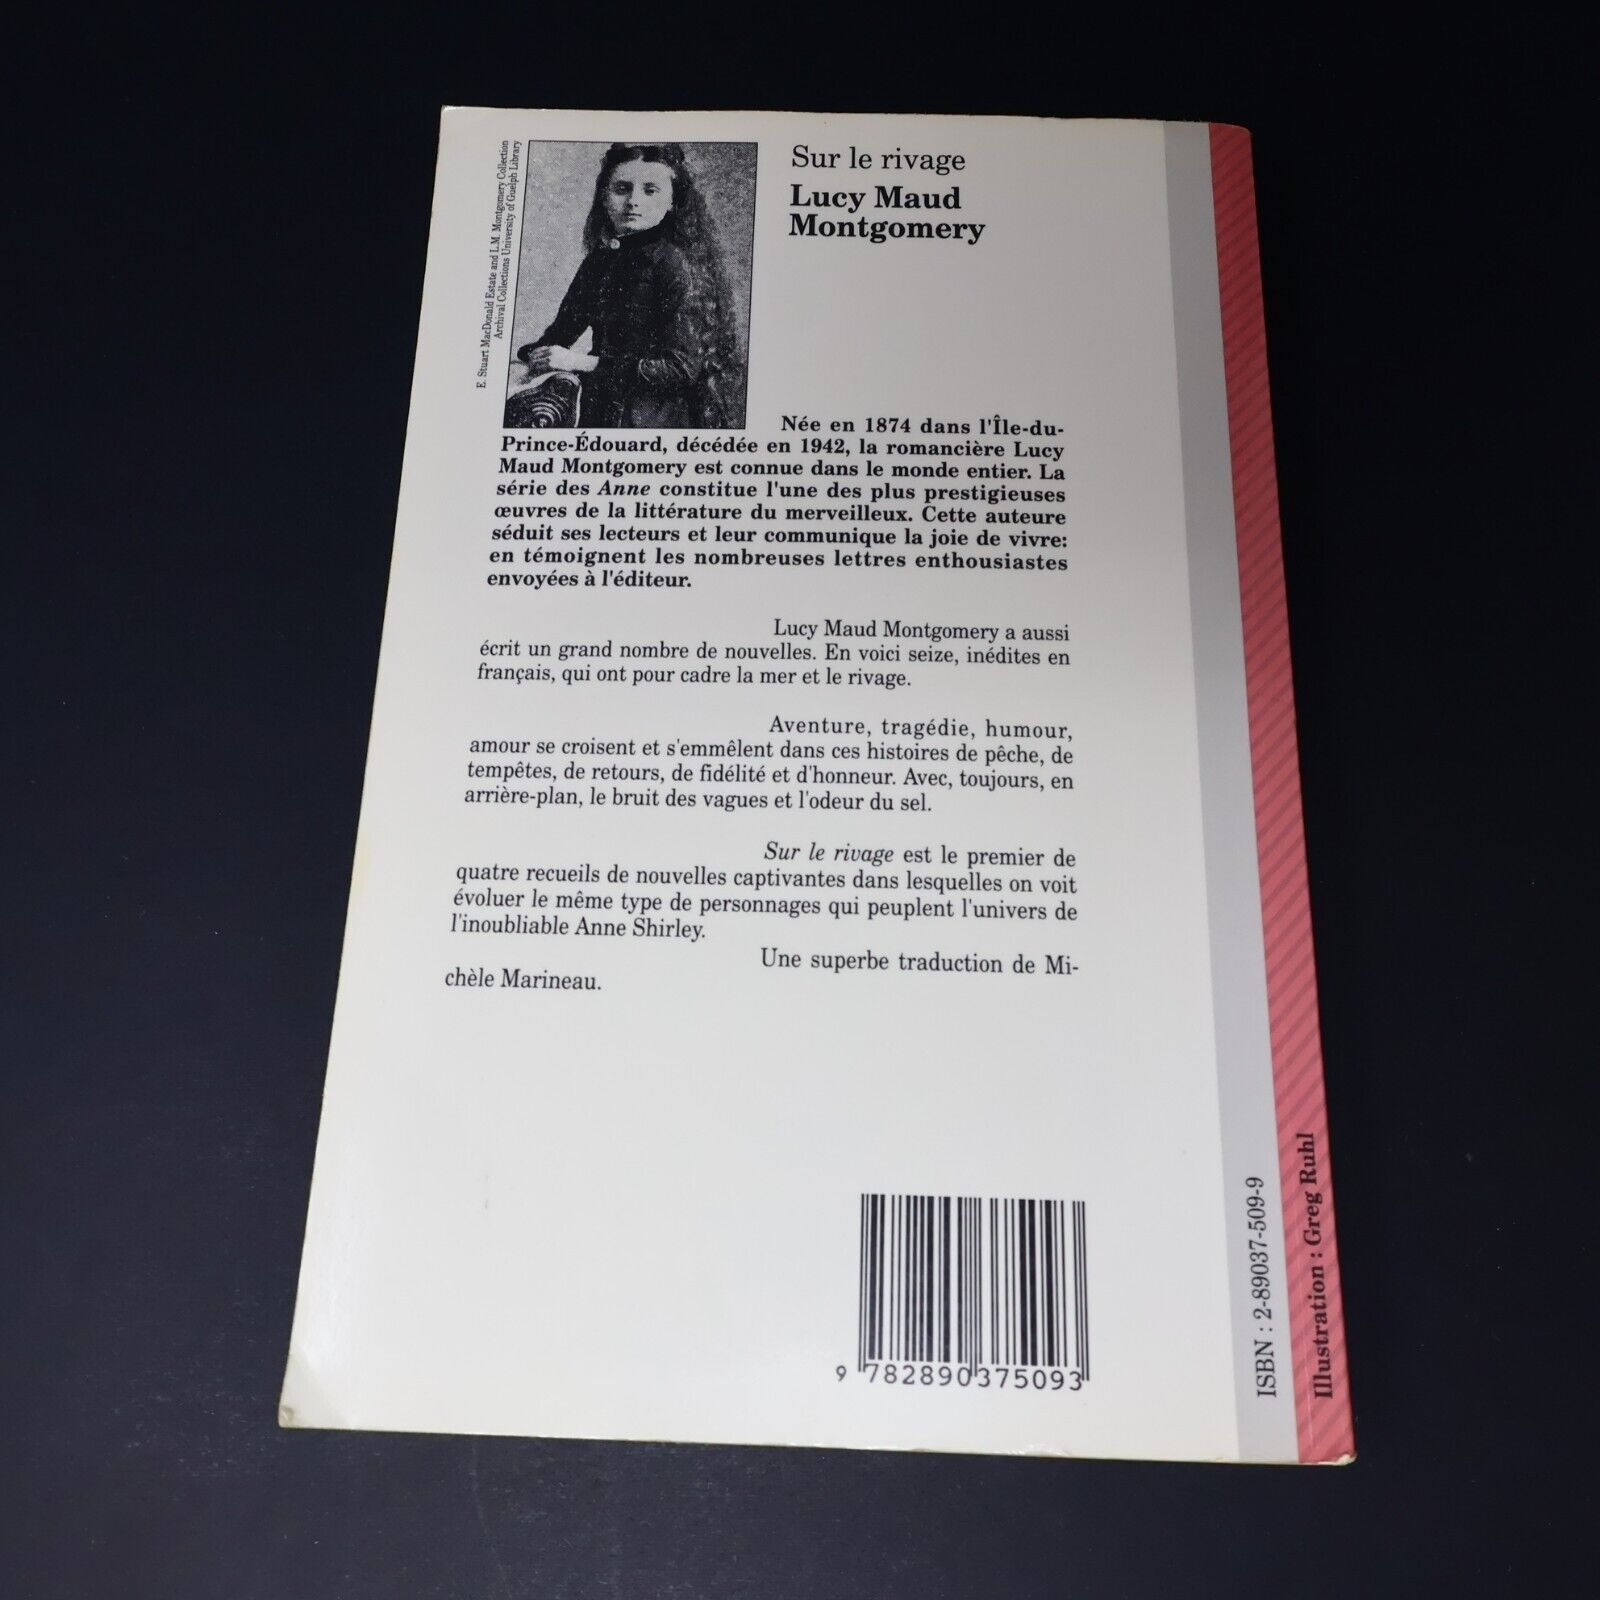 E. Stuart MacDonald Estate and L.M. Montgomery Collection
Archival Collections University of Guelph Library
Sur le rivage
Lucy Maud
Montgomery
Née en 1874 dans l'Île-du-
Prince-Édouard, décédée en 1942, la romancière Lucy
Maud Montgomery est connue dans le monde entier. La
série des Anne constitue l'une des plus prestigieuses
œuvres de la littérature du merveilleux. Cette auteure
séduit ses lecteurs et leur communique la joie de vivre:
en témoignent les nombreuses lettres enthousiastes
envoyées à l'éditeur.
Lucy Maud Montgomery a aussi
écrit un grand nombre de nouvelles. En voici seize, inédites en
français, qui ont pour cadre la mer et le rivage.
Aventure, tragédie, humour,
amour se croisent et s'emmêlent dans ces histoires de pêche, de
tempêtes, de retours, de fidélité et d'honneur. Avec, toujours, en
arrière-plan, le bruit des vagues et l'odeur du sel.
Sur le rivage est le premier de
quatre recueils de nouvelles captivantes dans lesquelles on voit
évoluer le même type de personnages qui peuplent l'univers de
l'inoubliable Anne Shirley.
Une superbe traduction de Mi-
chèle Marineau.
9 782890 375093
ISBN : 2-89037-509-9
Illustration : Greg Ruhl